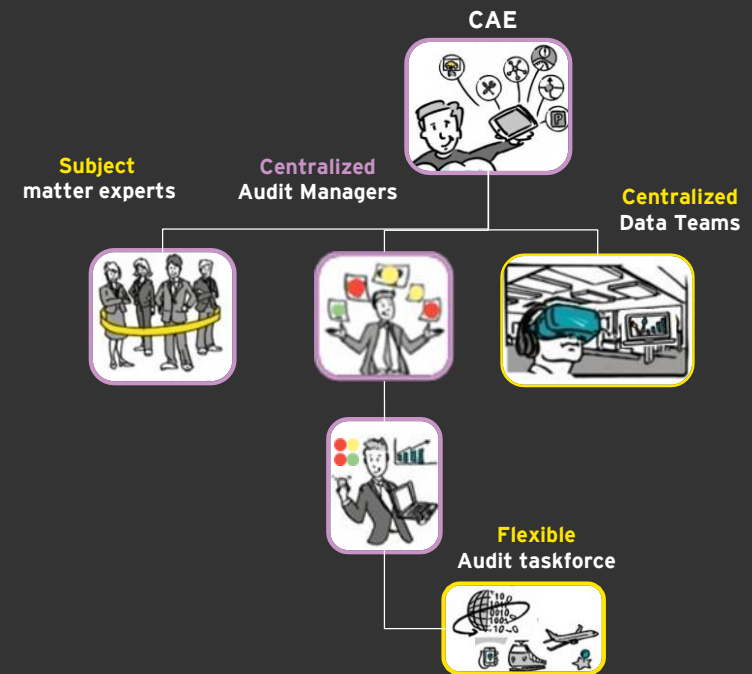 CAE
Subject
matter experts
Centralized
Audit Managers
Centralized
Data Teams
Flexible
Audit taskforce